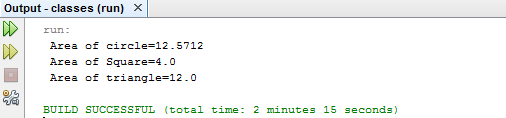 Output - classes (run)
run:
Area of circle=12.5712
Area of Square=4.0
Area of triangle=12.0
BUILD SUCCESSFUL (total time: 2 minutes 15 seconds)